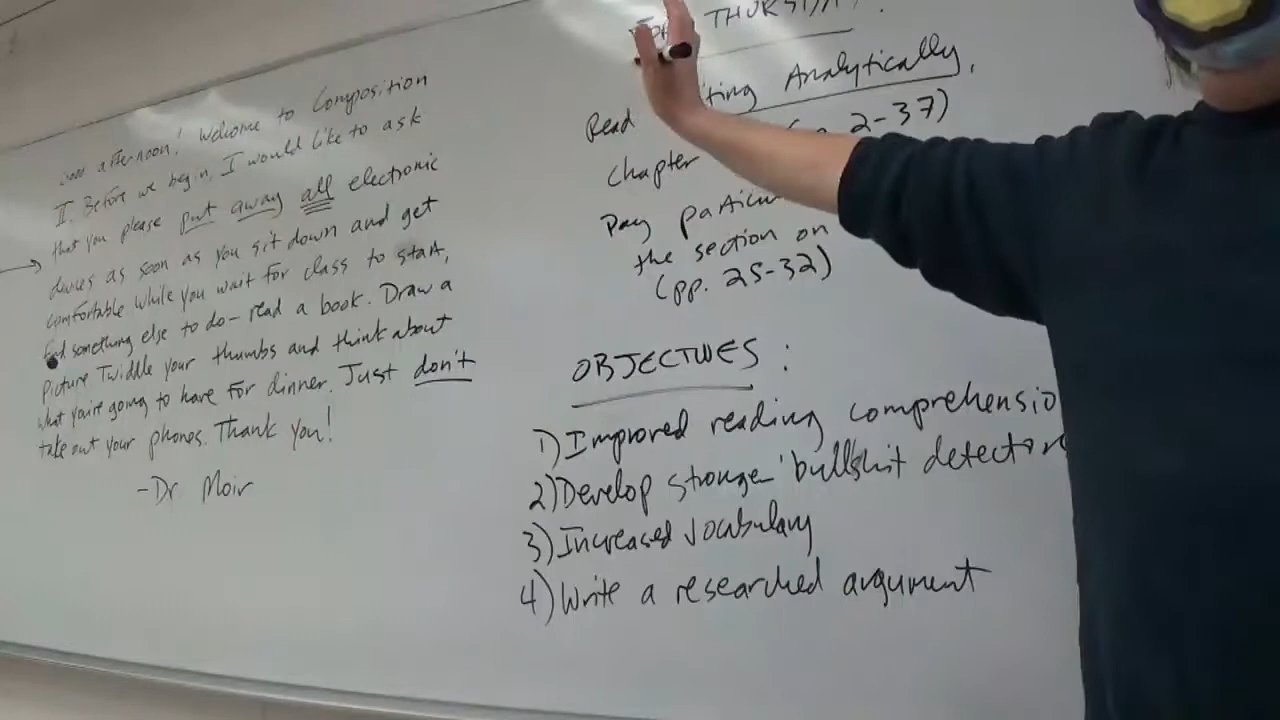 Good afternoon! Welcome to Composition
II. Before we begin, I would like to ask
that you please put away all electronic
divices as soon as you sit down and get
comfortable while you wait for class to start,
find something else to do - read a book. Draw a
picture Twiddle your thumbs and think about
what you're going to have for dinner. Just don't
take out your phones. Thank you!
-Dr. Moir
FOR THURSDAY:
Read Analytically,
Chapter 2-37)
Pay
the section on
(pp. 25-32)
OBJECTIVES:
1) Improved reading comprehensio
2) Develop stronger 'bullshit detector
3) Increased vocabulary
4) Write a researched argument